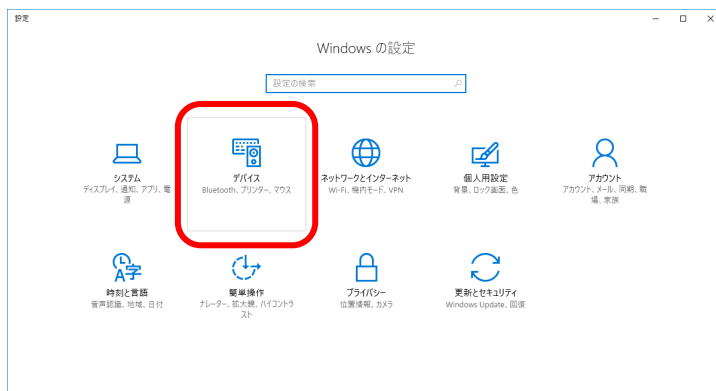 設定
Windows の設定
設定の検索
システム
ディスプレイ、通知、アプリ、電
源
デバイス
Bluetooth、プリンター、マウス
ネットワークとインターネット
Wi-Fi、機内モード、VPN
個人用設定
背景、ロック画面、色
アカウント
アカウント、メール、同期、職
場、家族
時刻と言語
音声認識、地域、日付
簡単操作
ナレーター、拡大鏡、ハイコントラ
スト
プライバシー
位置情報、カメラ
更新とセキュリティ
Windows Update、回復